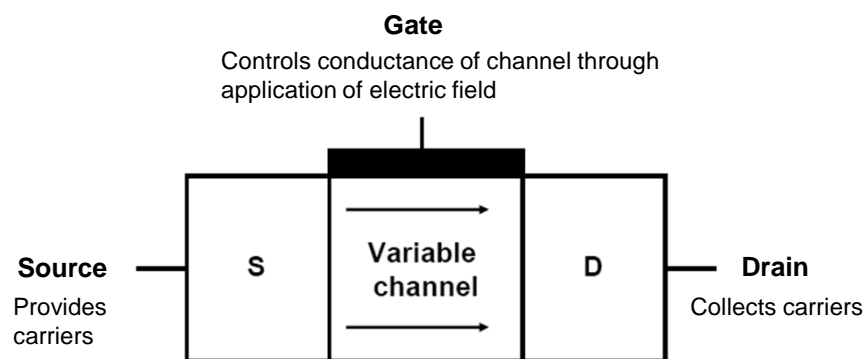 Gate
Controls conductance of channel through
application of electric field
Source
Provides
carriers
S
Variable
channel
D
Drain
Collects carriers